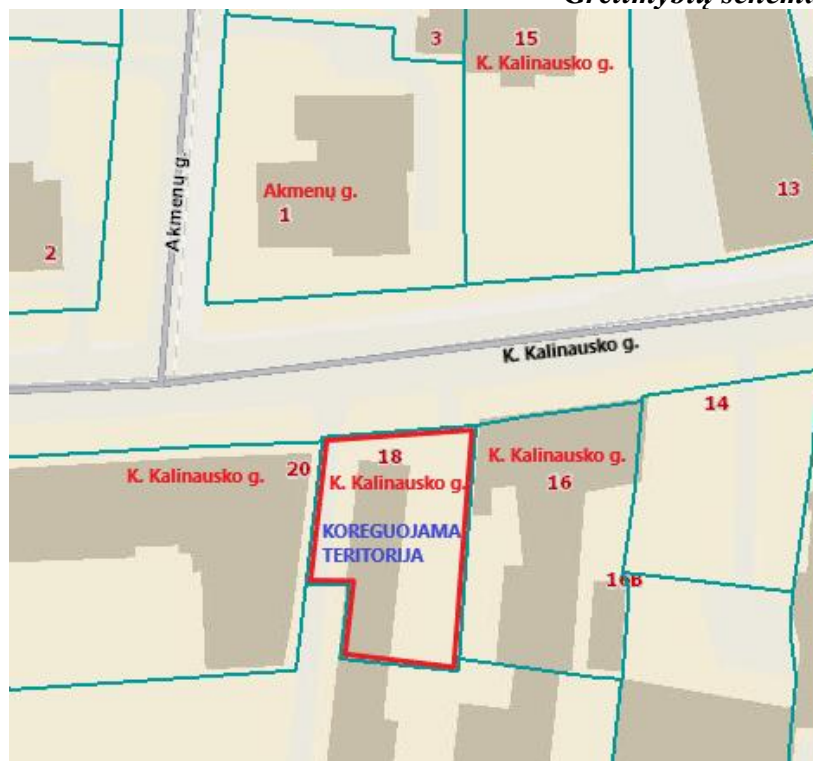 Gretimybių schema
3
15
K. Kalinausko g.
Akmenų g.
13
Akmenų g.
1
2
K. Kalinausko g.
14
18
20
K. Kalinausko g.
K. Kalinausko g.
K. Kalinausko g.
16
KOREGUOJAMA
TERITORIJA
16B